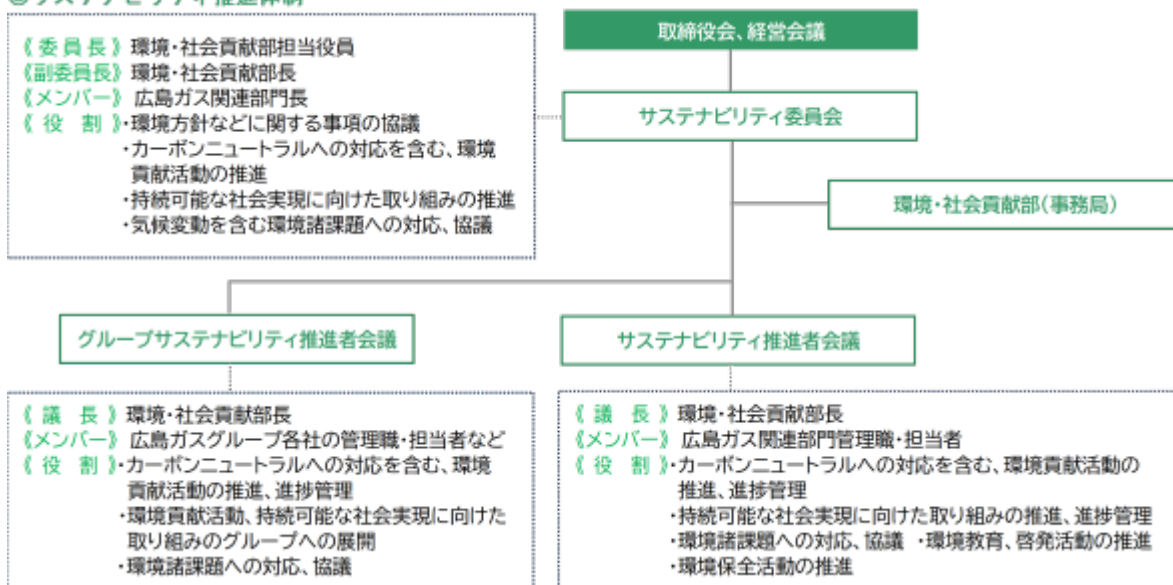 サステナビリティ推進体制
取締役会、経営会議
《委員長》環境・社会貢献部担当役員
《副委員長》環境・社会貢献部長
《メンバー》広島ガス関連部門長
《役割》・環境方針などに関する事項の協議
・カーボンニュートラルへの対応を含む、環境
貢献活動の推進
・持続可能な社会実現に向けた取り組みの推進
・気候変動を含む環境諸課題への対応、協議
サステナビリティ委員会
環境・社会貢献部(事務局)
グループサステナビリティ推進者会議
サステナビリティ推進者会議
《議長》環境・社会貢献部長
《メンバー》広島ガスグループ各社の管理職・担当者など
《役割》・カーボンニュートラルへの対応を含む、環境
貢献活動の推進、進捗管理
・環境貢献活動、持続可能な社会実現に向けた
取り組みのグループへの展開
・環境諸課題への対応、協議
《議長》環境・社会貢献部長
《メンバー》広島ガス関連部門管理職・担当者
《役割》・カーボンニュートラルへの対応を含む、環境貢献活動の
推進、進捗管理
・持続可能な社会実現に向けた取り組みの推進、進捗管理
・環境諸課題への対応、協議 ・環境教育、啓発活動の推進
・環境保全活動の推進